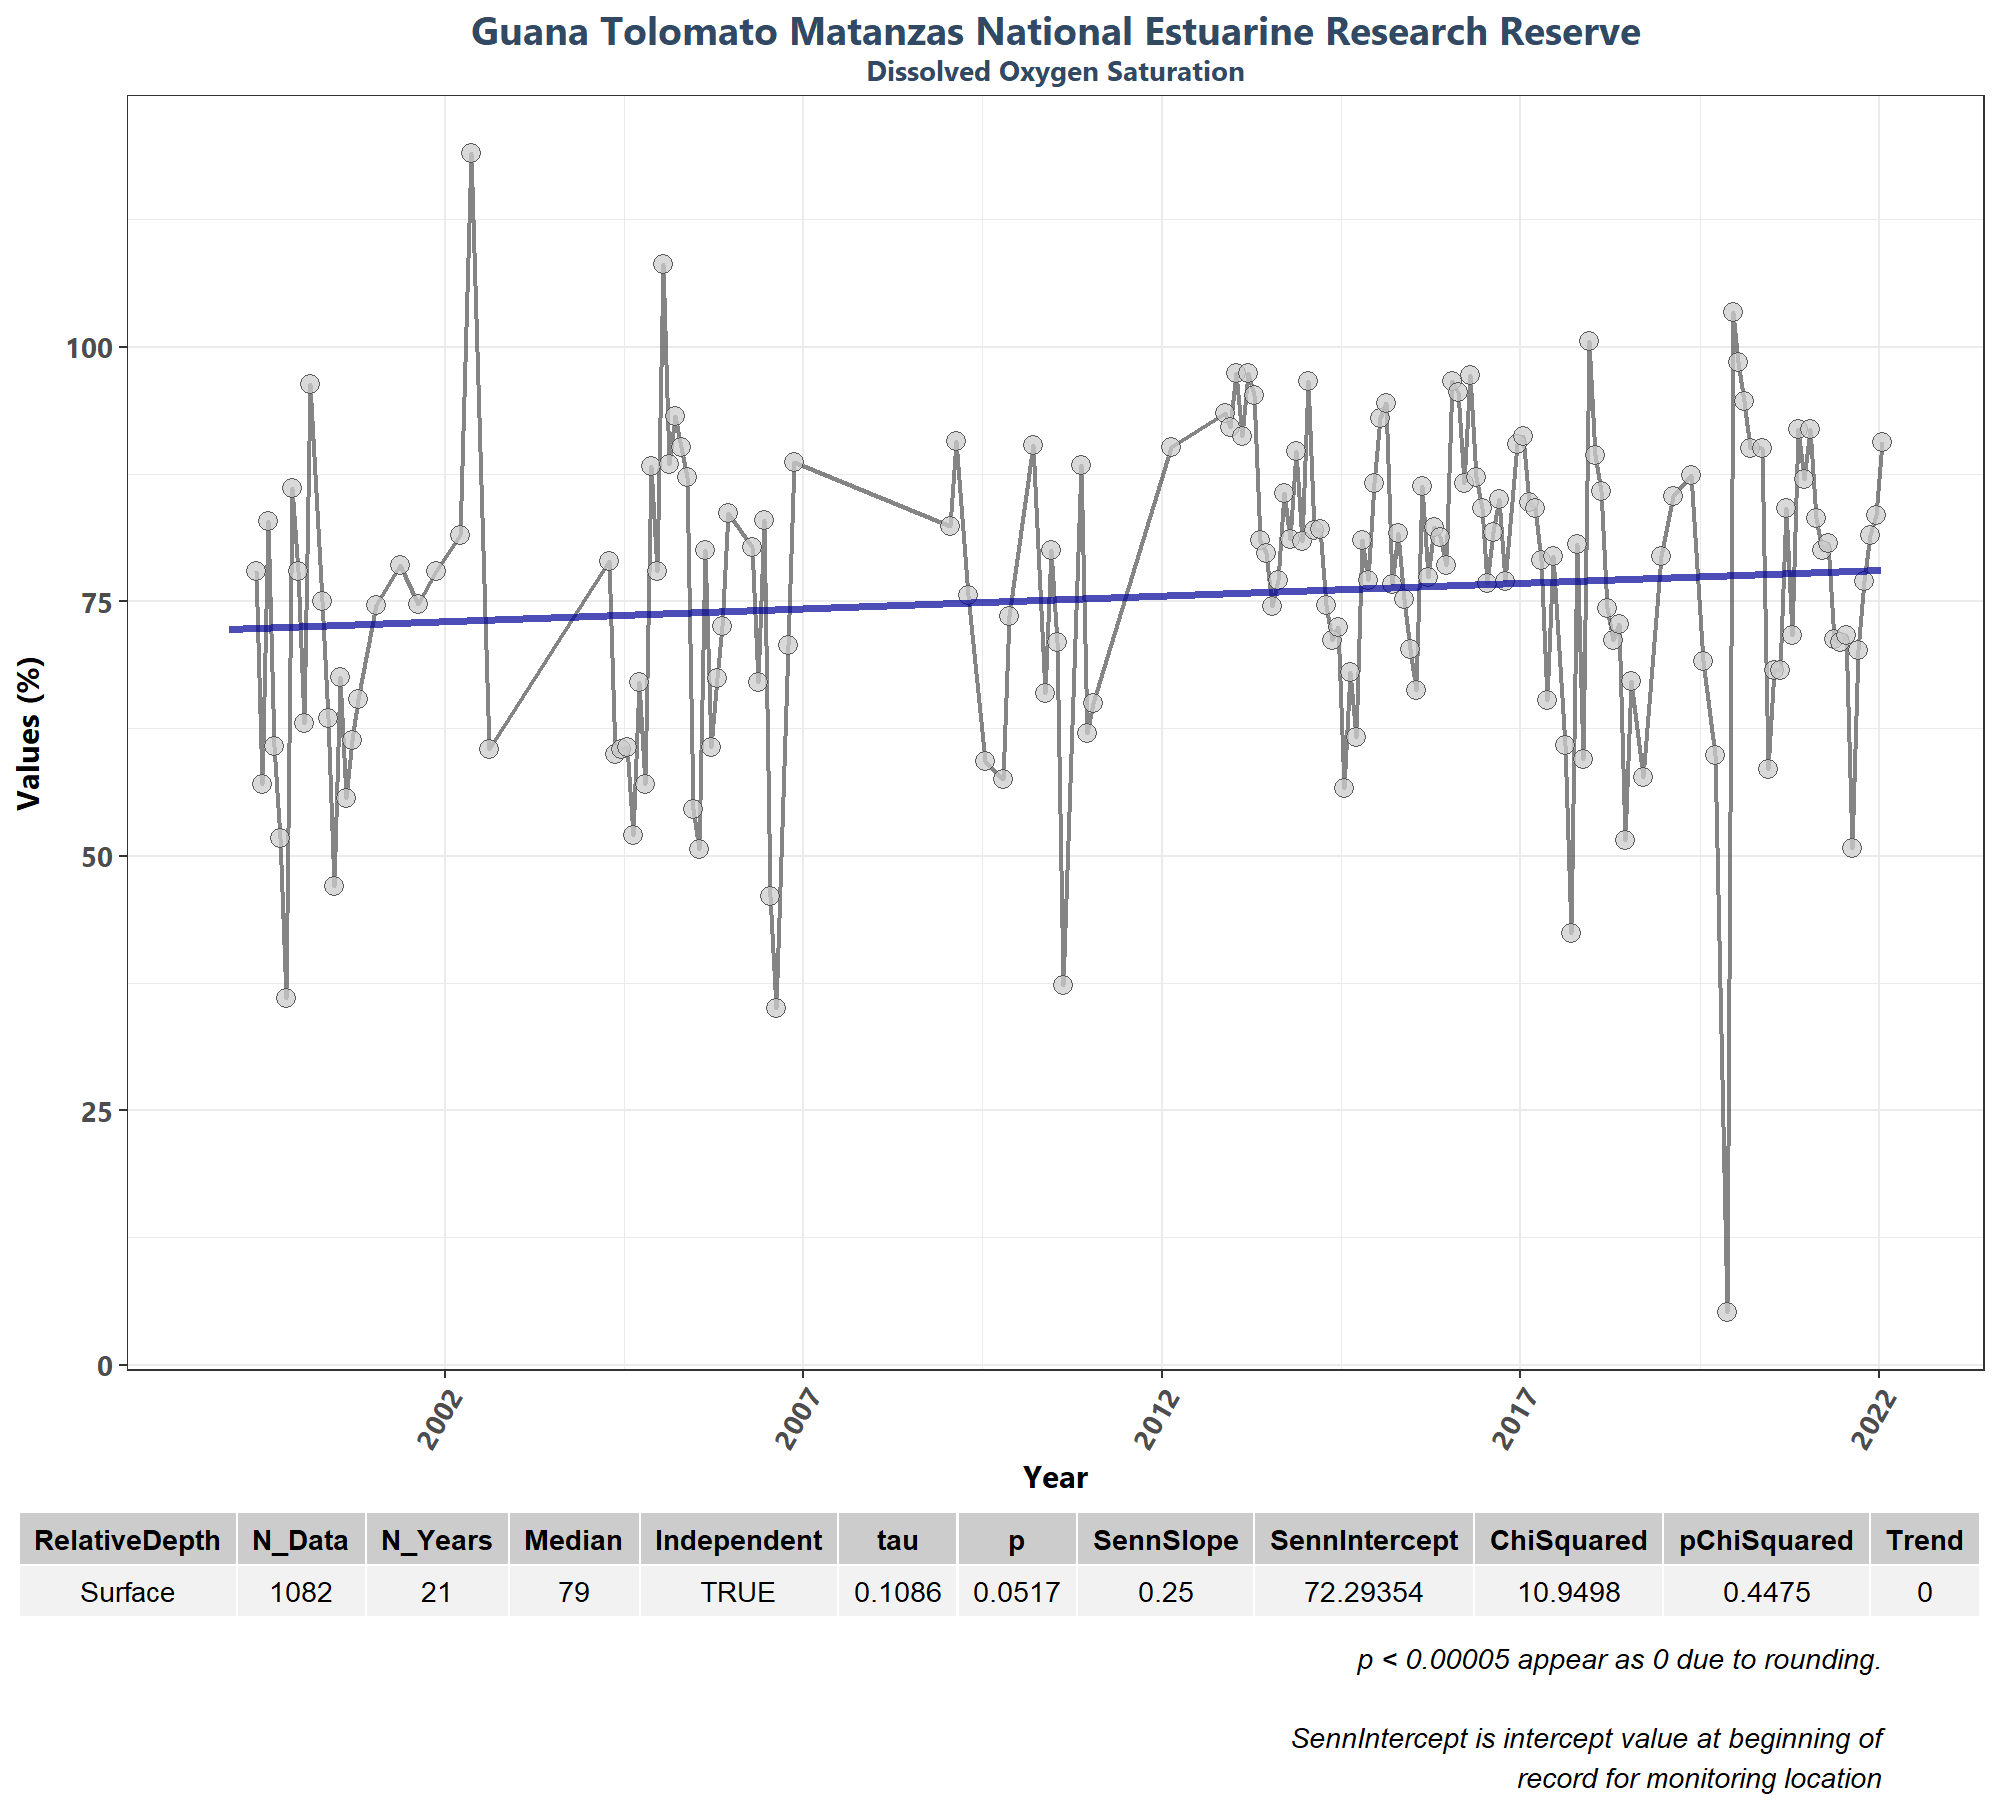 Guana Tolomato Matanzas National Estuarine Research Reserve
Dissolved Oxygen Saturation
Values (%)
100
75
50
25
0
2002 2007 2012 2017 2022
Year
RelativeDepth N_Data N_Years Median Independent tau p SennSlope SennIntercept ChiSquared pChiSquared Trend
Surface 1082 21 79 TRUE 0.1086 0.0517 0.25 72.29354 10.9498 0.4475 0
p < 0.00005 appear as 0 due to rounding.
SennIntercept is intercept value at beginning of
record for monitoring location